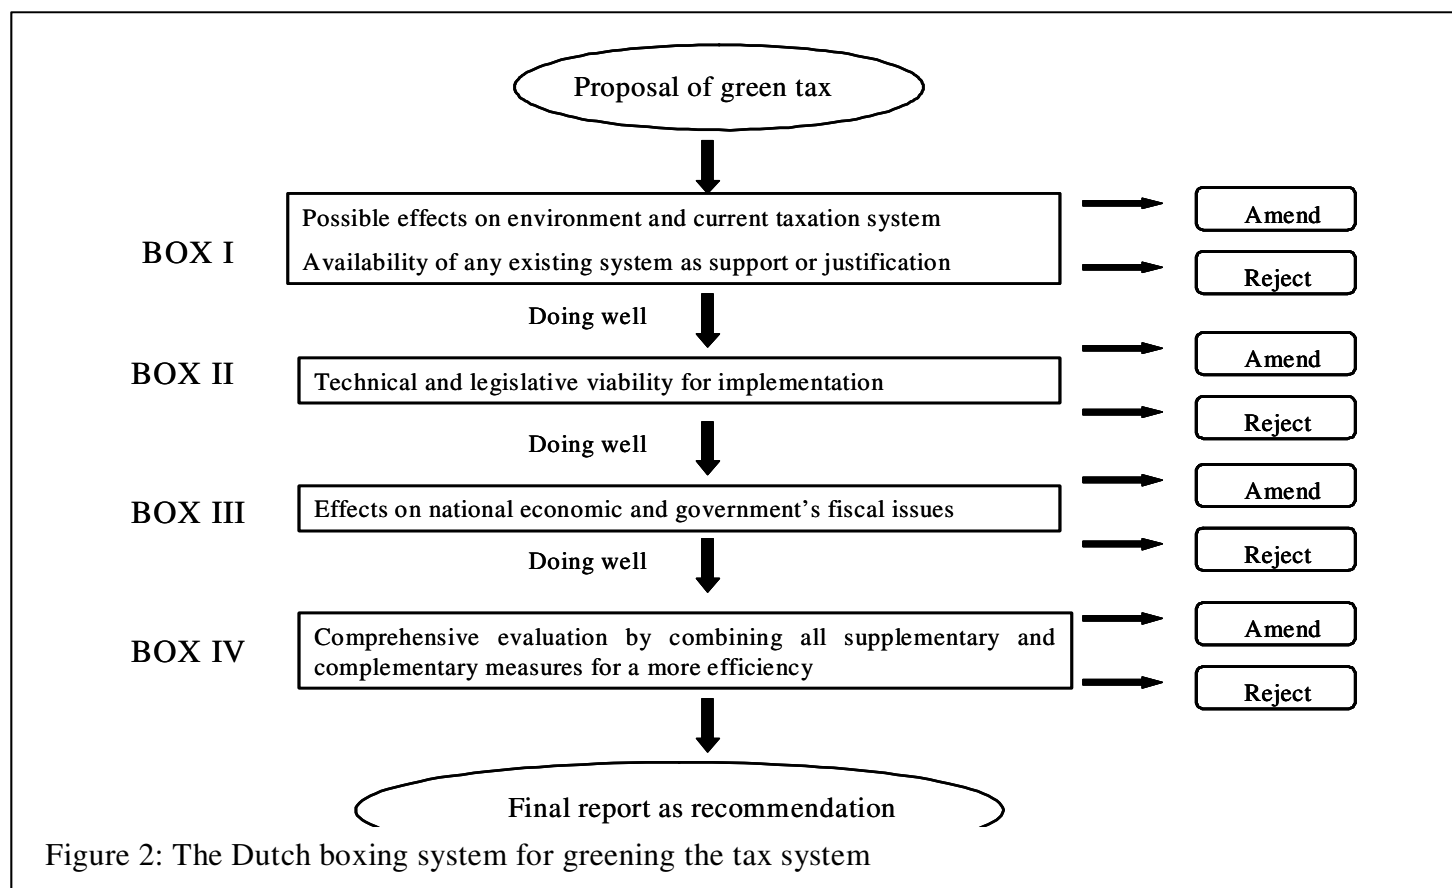 Proposal of green tax
BOX I
Possible effects on environment and current taxation system
Availability of any existing system as support or justification
Amend
Reject
Doing well
BOX II
Technical and legislative viability for implementation
Amend
Reject
Doing well
BOX III
Effects on national economic and government's fiscal issues
Amend
Reject
Doing well
BOX IV
Comprehensive evaluation by combining all supplementary and
complementary measures for a more efficiency
Amend
Reject
Final report as recommendation
Figure 2: The Dutch boxing system for greening the tax system